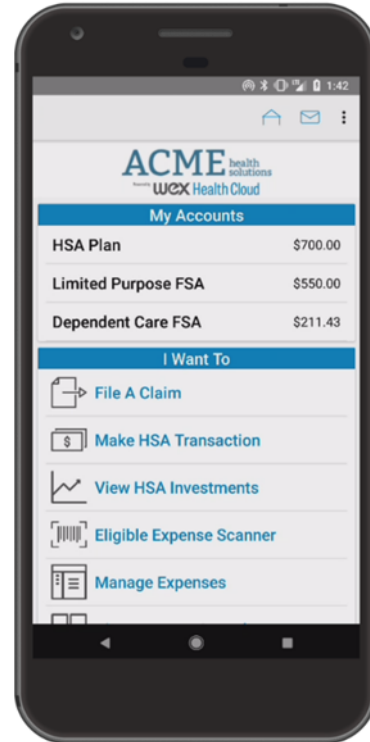 1:42
ACME health solutions
Powered by WEX Health Cloud
My Accounts
HSA Plan $700.00
Limited Purpose FSA $550.00
Dependent Care FSA $211.43
I Want To
File A Claim
$ Make HSA Transaction
View HSA Investments
Eligible Expense Scanner
Manage Expenses